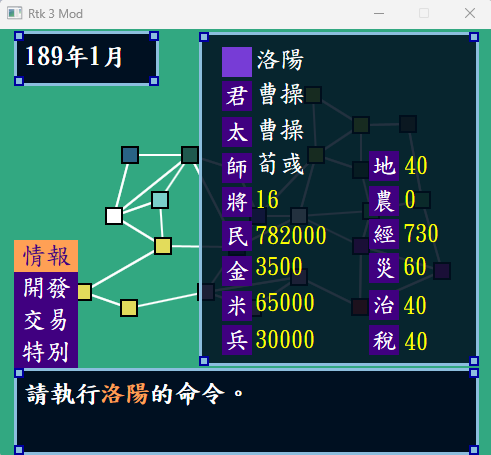 Rtk 3 Mod
189年1月
洛陽
君 曹操
太 曹操
師 荀彧
將 16
民 782000
金 3500
米 65000
兵 30000
地 40
農 0
經 730
災 60
治 40
稅 40
情報
開發
交易
特別
請執行洛陽的命令。